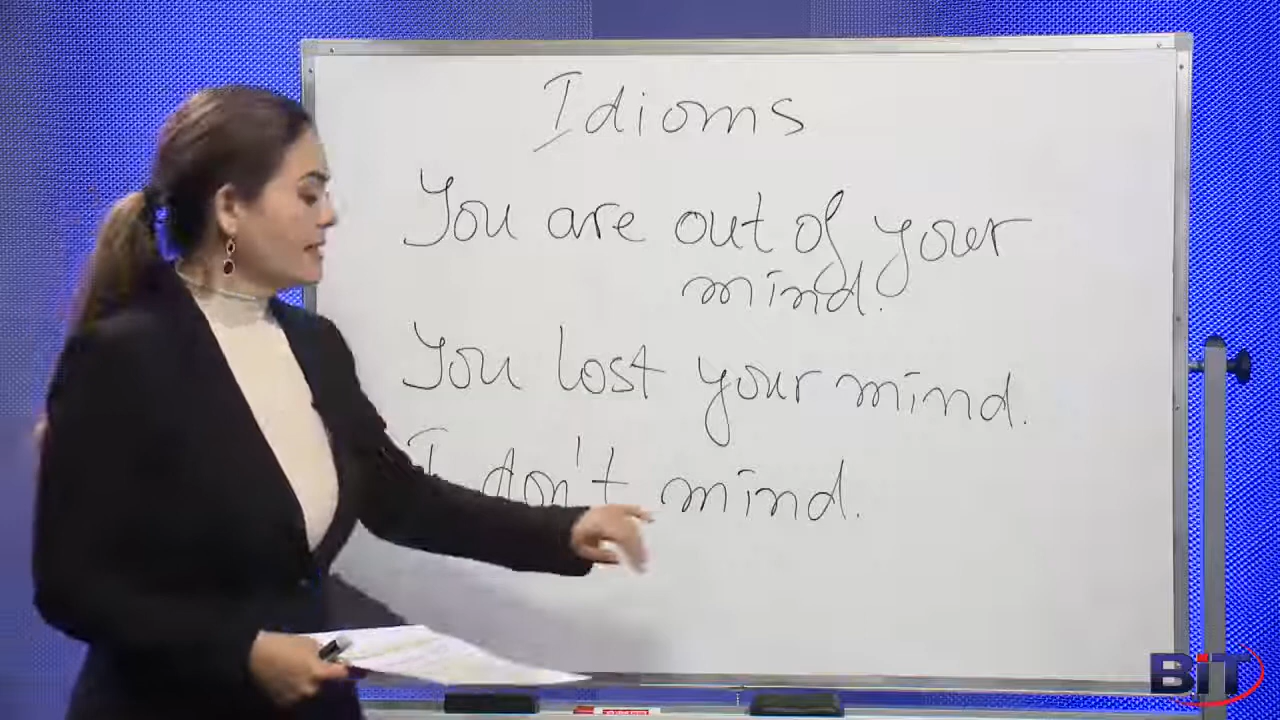 Idioms
You are out of your
mind.
You lost your mind.
I don't mind.
BiT